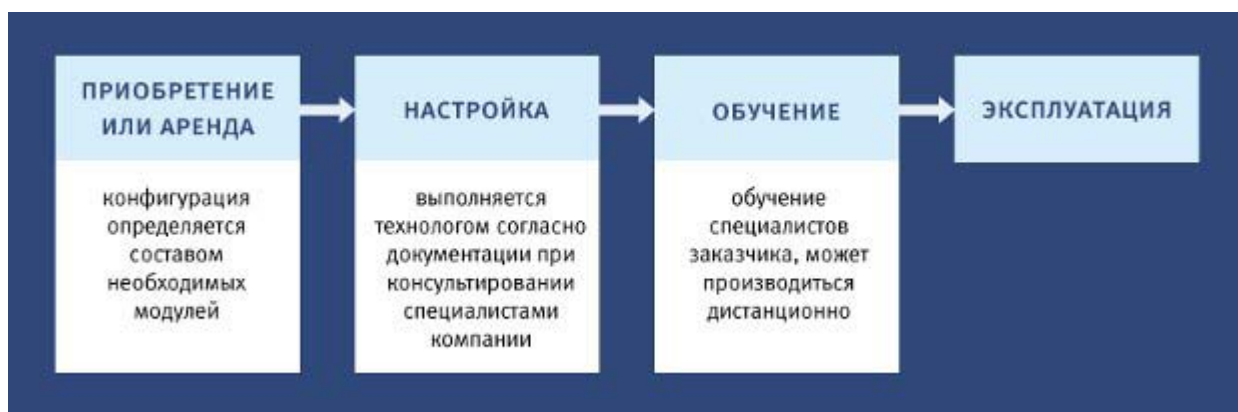 ПРИОБРЕТЕНИЕ
ИЛИ АРЕНДА
конфигурация
определяется
составом
необходимых
модулей
НАСТРОЙКА
выполняется
технологом согласно
документации при
консультировании
специалистами
компании
ОБУЧЕНИЕ
обучение
специалистов
заказчика, может
производиться
дистанционно
ЭКСПЛУАТАЦИЯ